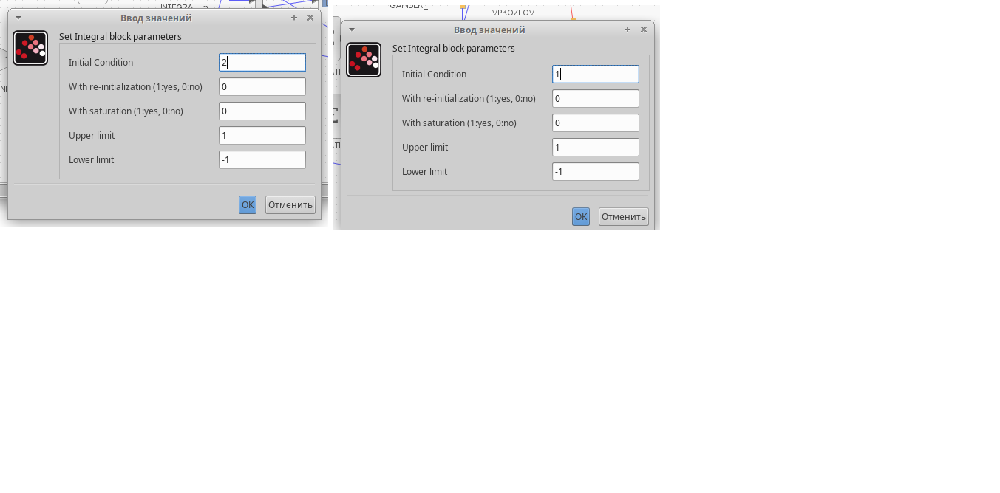 INTEGRAL_m
Ввод значений
Set Integral block parameters
Initial Condition 2
With re-initialization (1:yes, 0:no) 0
With saturation (1:yes, 0:no) 0
Upper limit 1
Lower limit -1
OK Отменить
VPKOZLOV
Ввод значений
Set Integral block parameters
Initial Condition 1
With re-initialization (1:yes, 0:no) 0
With saturation (1:yes, 0:no) 0
Upper limit 1
Lower limit -1
OK Отменить